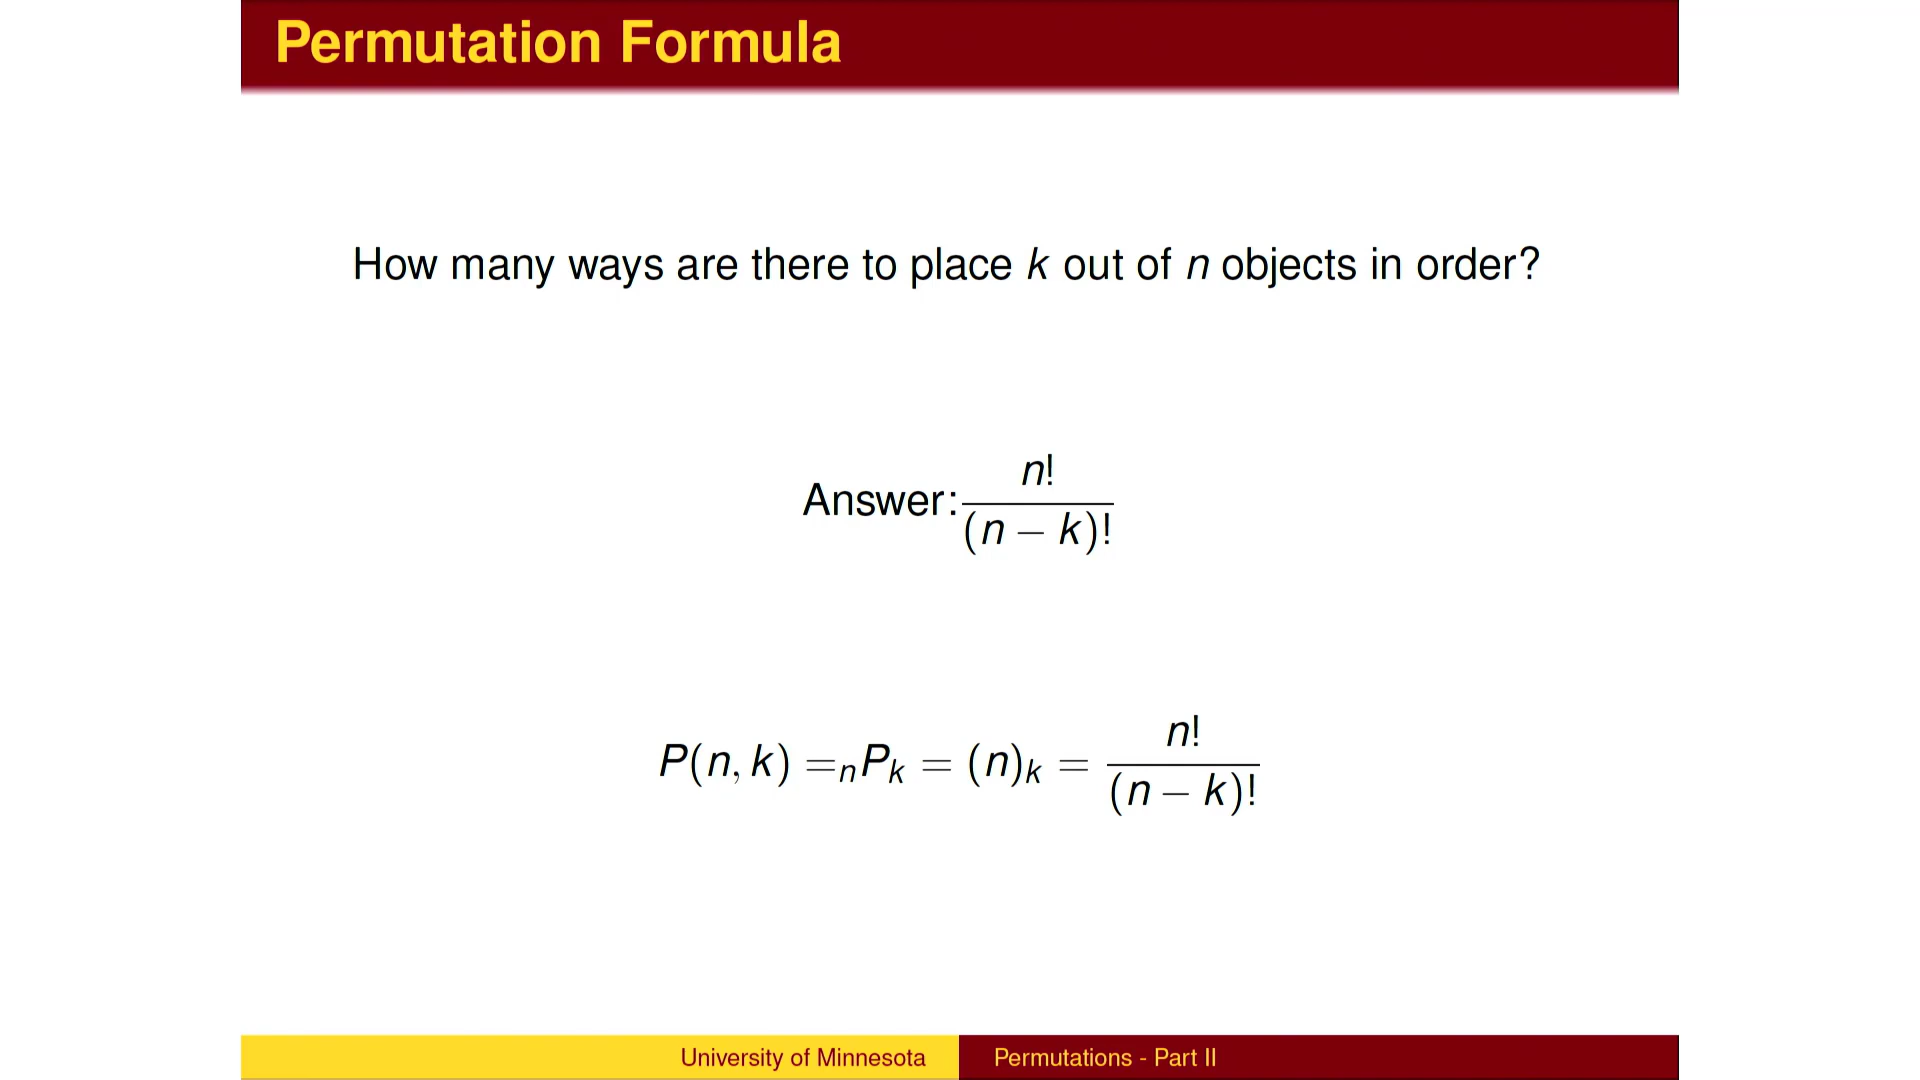 Permutation Formula
How many ways are there to place k out of n objects in order?
Answer: n!/(n − k)!
P(n, k) =ₙPₖ = (n)ₖ = n!/(n − k)!
University of Minnesota
Permutations - Part II